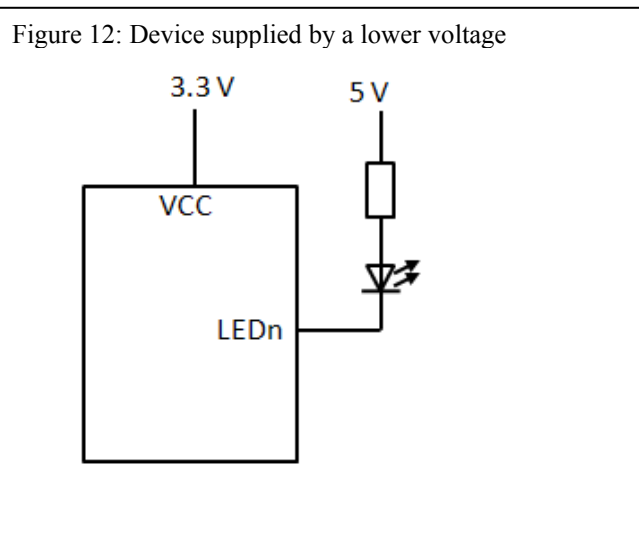 Figure 12: Device supplied by a lower voltage
3.3 V
5 V
VCC
LEDn